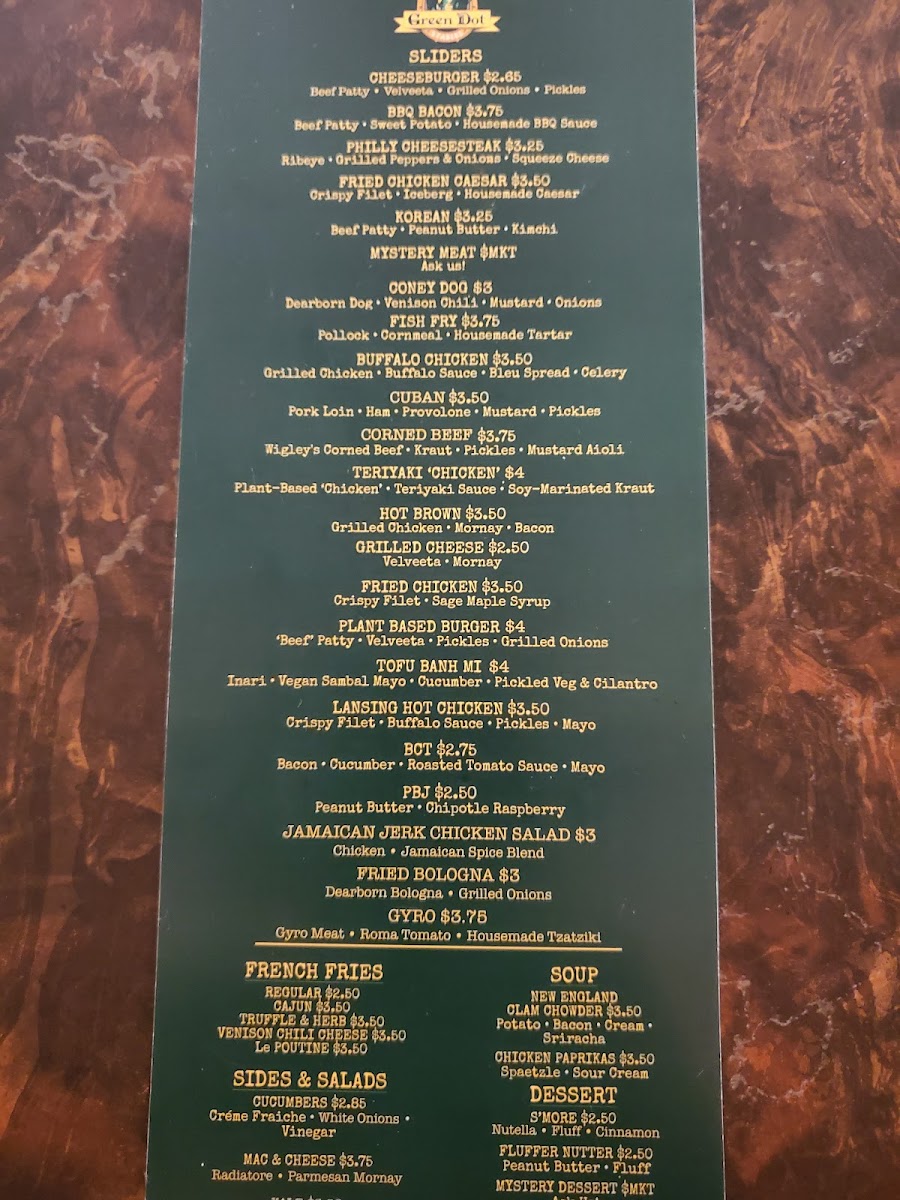 Green Dot
SLIDERS
CHEESEBURGER $2.65
Beef Patty • Velveeta • Grilled Onions • Pickles
BBQ BACON $3.75
Beef Patty • Sweet Potato • Housemade BBQ Sauce
PHILLY CHEESESTEAK $3.25
Ribeye • Grilled Peppers & Onions • Squeeze Cheese
FRIED CHICKEN CAESAR $3.50
Crispy Filet • Iceberg • Housemade Caesar
KOREAN $3.25
Beef Patty • Peanut Butter • Kimchi
MYSTERY MEAT $MKT
Ask us!
CONEY DOG $3
Dearborn Dog • Venison Chili • Mustard • Onions
FISH FRY $3.75
Pollock • Cornmeal • Housemade Tartar
BUFFALO CHICKEN $3.50
Grilled Chicken • Buffalo Sauce • Bleu Spread • Celery
CUBAN $3.50
Pork Loin • Ham • Provolone • Mustard • Pickles
CORNED BEEF $3.75
Wigley's Corned Beef • Kraut • Pickles • Mustard Aioli
TERIYAKI 'CHICKEN' $4
Plant-Based 'Chicken' • Teriyaki Sauce • Soy-Marinated Kraut
HOT BROWN $3.50
Grilled Chicken • Mornay • Bacon
GRILLED CHEESE $2.50
Velveeta • Mornay
FRIED CHICKEN $3.50
Crispy Filet • Sage Maple Syrup
PLANT BASED BURGER $4
'Beef' Patty • Velveeta • Pickles • Grilled Onions
TOFU BANH MI $4
Inari • Vegan Sambal Mayo • Cucumber • Pickled Veg & Cilantro
LANSING HOT CHICKEN $3.50
Crispy Filet • Buffalo Sauce • Pickles • Mayo
BCT $2.75
Bacon • Cucumber • Roasted Tomato Sauce • Mayo
PBJ $2.50
Peanut Butter • Chipotle Raspberry
JAMAICAN JERK CHICKEN SALAD $3
Chicken • Jamaican Spice Blend
FRIED BOLOGNA $3
Dearborn Bologna • Grilled Onions
GYRO $3.75
Gyro Meat • Roma Tomato • Housemade Tzatziki
FRENCH FRIES
REGULAR $2.50
CAJUN $3.50
TRUFFLE & HERB $3.50
VENISON CHILI CHEESE $3.50
Le POUTINE $3.50
SIDES & SALADS
CUCUMBERS $2.85
Créme Fraiche • White Onions •
Vinegar
MAC & CHEESE $3.75
Radiatore • Parmesan Mornay
SOUP
NEW ENGLAND
CLAM CHOWDER $3.50
Potato • Bacon • Cream •
Sriracha
CHICKEN PAPRIKAS $3.50
Spaetzle • Sour Cream
DESSERT
S'MORE $2.50
Nutella • Fluff • Cinnamon
FLUFFER NUTTER $2.50
Peanut Butter • Fluff
MYSTERY DESSERT $MKT